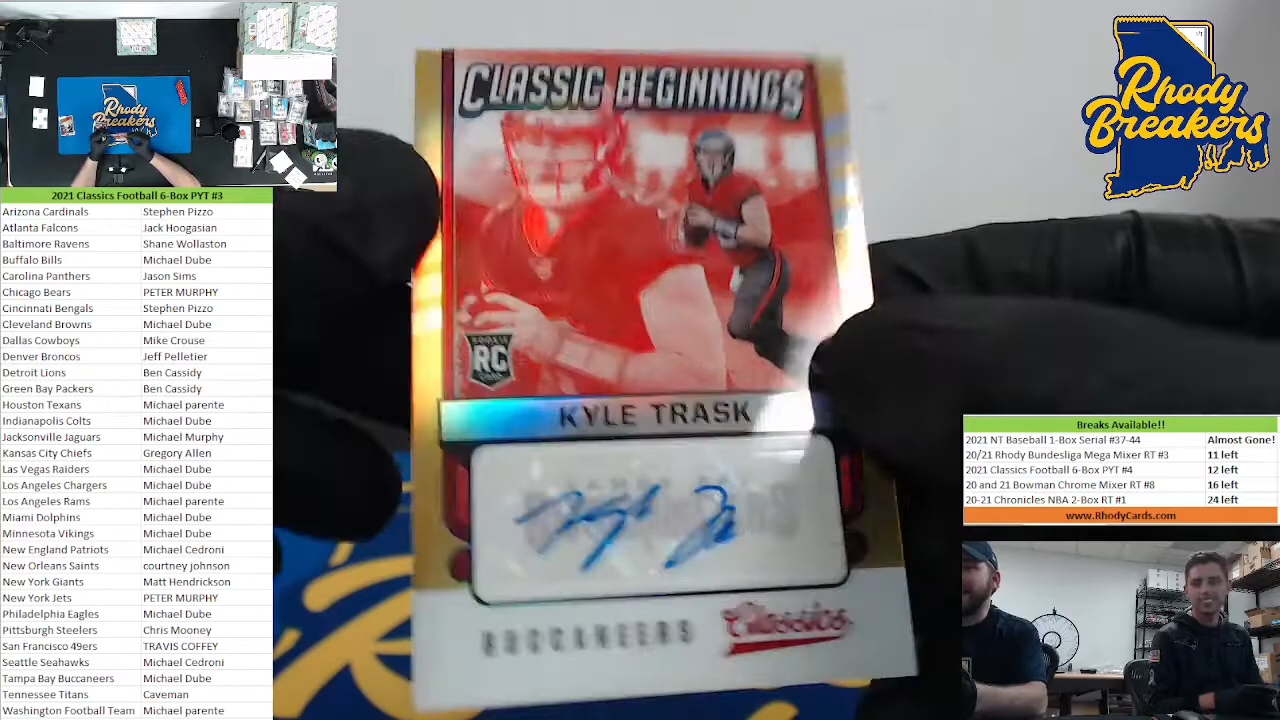 Rhody
Breakers
Rhody
Breakers
2021 Classics Football 6-Box PYT #3
Arizona Cardinals Stephen Pizzo
Atlanta Falcons Jack Hoogasian
Baltimore Ravens Shane Wollaston
Buffalo Bills Michael Dube
Carolina Panthers Jason Sims
Chicago Bears PETER MURPHY
Cincinnati Bengals Stephen Pizzo
Cleveland Browns Michael Dube
Dallas Cowboys Mike Crouse
Denver Broncos Jeff Pelletier
Detroit Lions Ben Cassidy
Green Bay Packers Ben Cassidy
Houston Texans Michael parente
Indianapolis Colts Michael Dube
Jacksonville Jaguars Michael Murphy
Kansas City Chiefs Gregory Allen
Las Vegas Raiders Michael Dube
Los Angeles Chargers Michael Dube
Los Angeles Rams Michael parente
Miami Dolphins Michael Dube
Minnesota Vikings Michael Dube
New England Patriots Michael Cedroni
New Orleans Saints courtney johnson
New York Giants Matt Hendrickson
New York Jets PETER MURPHY
Philadelphia Eagles Michael Dube
Pittsburgh Steelers Chris Mooney
San Francisco 49ers TRAVIS COFFEY
Seattle Seahawks Michael Cedroni
Tampa Bay Buccaneers Michael Dube
Tennessee Titans Caveman
Washington Football Team Michael parente
CLASSIC BEGINNINGS
RC
KYLE TRASK
BUCCANEERS
Classics
Breaks Available!!
2021 NT Baseball 1-Box Serial #37-44 Almost Gone!
20/21 Rhody Bundesliga Mega Mixer RT #3 11 left
2021 Classics Football 6-Box PYT #4 12 left
20 and 21 Bowman Chrome Mixer RT #8 16 left
20-21 Chronicles NBA 2-Box RT #1 24 left
www.RhodyCards.com